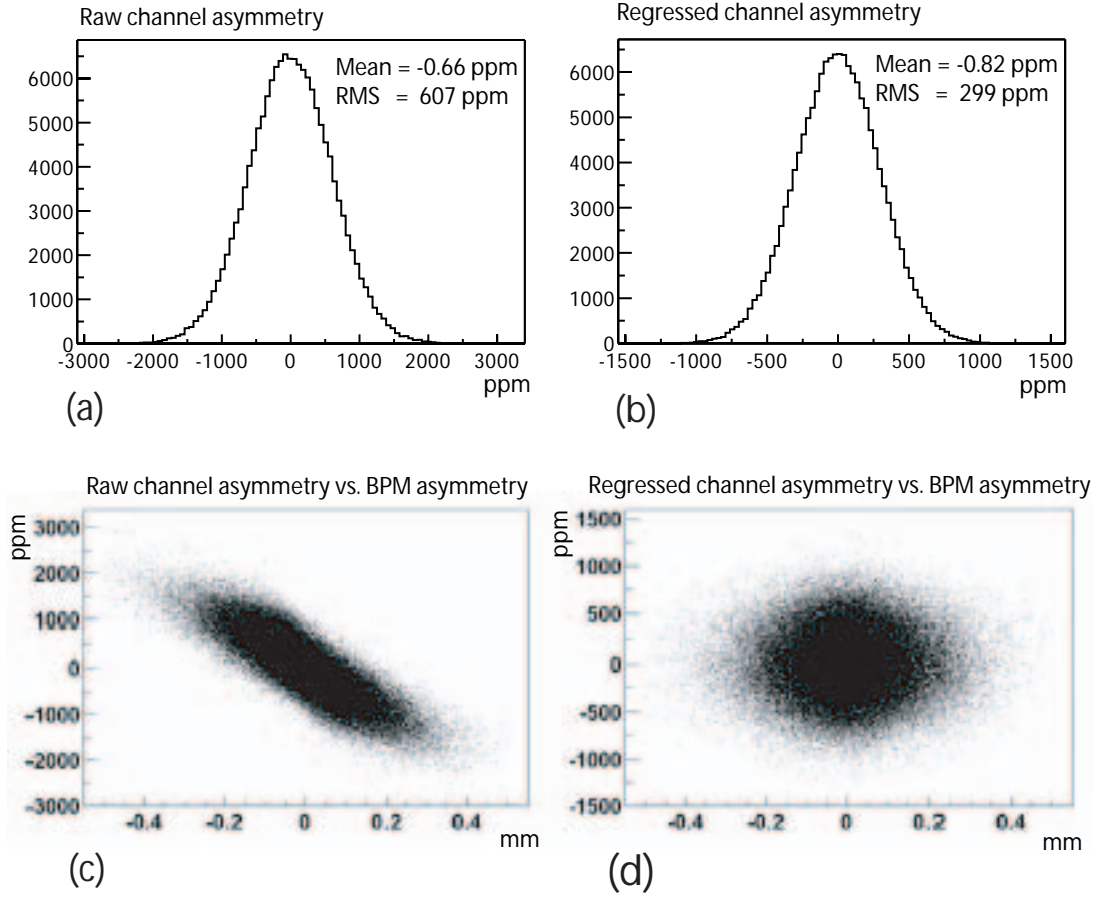 Raw channel asymmetry
Mean = -0.66 ppm
RMS = 607 ppm
6000
5000
4000
3000
2000
1000
0
-3000 -2000 -1000 0 1000 2000 3000
ppm
(a)
Regressed channel asymmetry
Mean = -0.82 ppm
RMS = 299 ppm
6000
5000
4000
3000
2000
1000
0
-1500 -1000 -500 0 500 1000 1500
ppm
(b)
Raw channel asymmetry vs. BPM asymmetry
ppm
3000
2000
1000
0
-1000
-2000
-3000
-0.4 -0.2 0 0.2 0.4
mm
(c)
Regressed channel asymmetry vs. BPM asymmetry
ppm
1500
1000
500
0
-500
-1000
-1500
-0.4 -0.2 0 0.2 0.4
mm
(d)